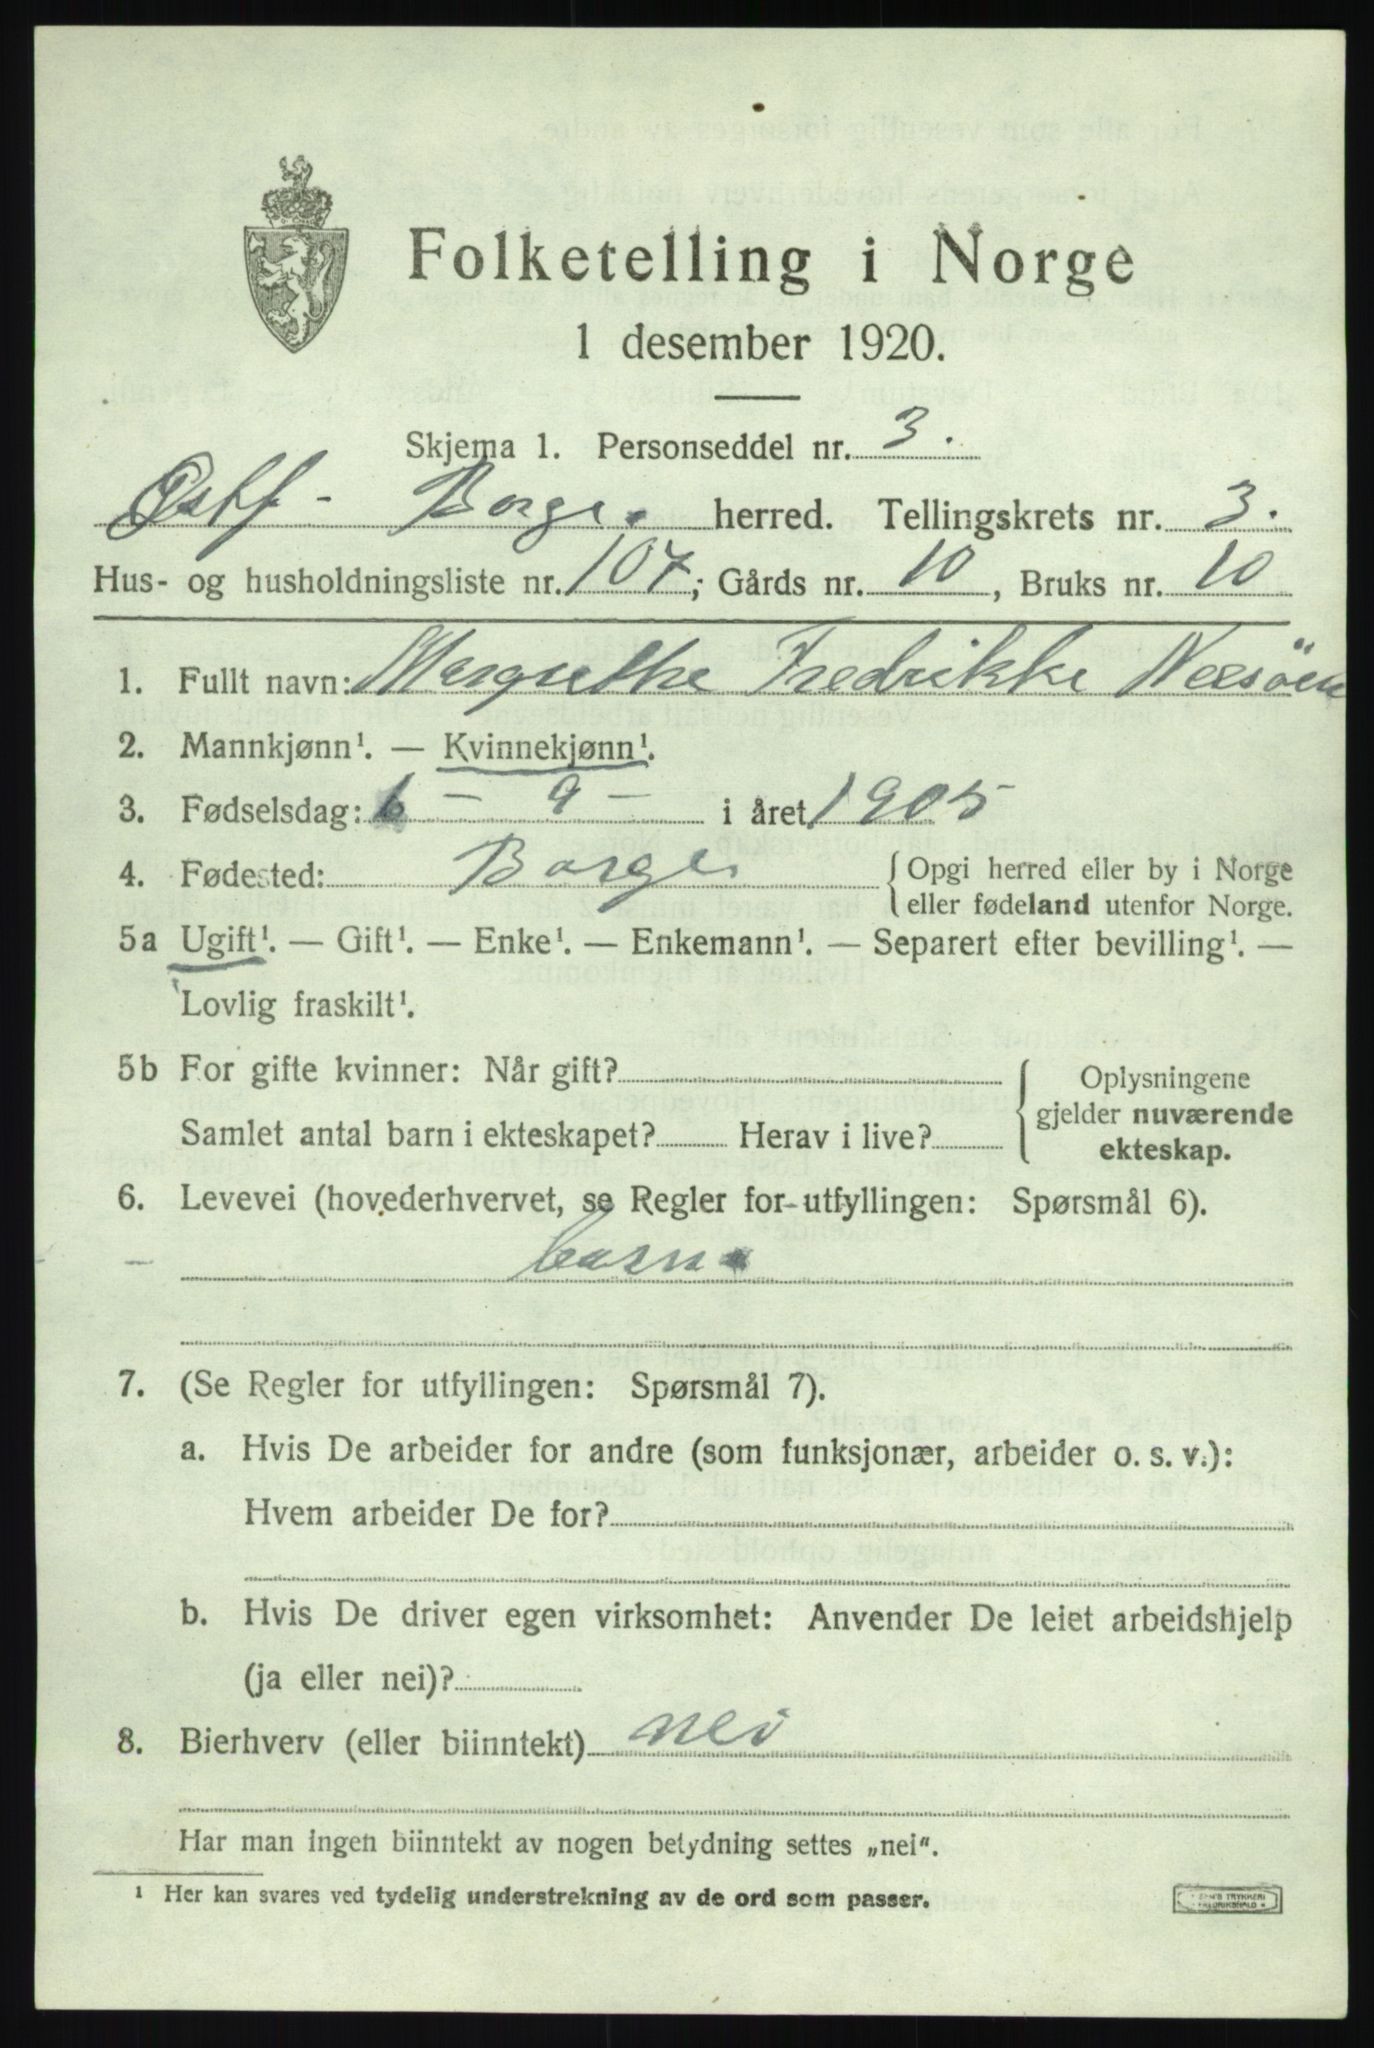 Folketelling i Norge
1 desember 1920.
Skjema 1. Personseddel nr. 3.
Østf - Borge. herred. Tellingskrets nr. 3.
Hus- og husholdningsliste nr. 107; Gårds nr. 10, Bruks nr. 10
1. Fullt navn: Margrethe Fredrikke
2. Mannkjønn¹. — Kvinnekjønn¹.
3. Fødselsdag: 6 - 9 - i året 1905
4. Fødested: Borge {Opgi herred eller by i Norge
eller fødeland utenfor Norge.
5a Ugift¹. — Gift¹. — Enke¹. — Enkemann¹. — Separert efter bevilling¹. —
Lovlig fraskilt¹.
5b For gifte kvinner: Når gift? {Oplysningene
gjelder nuværende
Samlet antal barn i ekteskapet? Herav i live?
ekteskap.
6. Levevei (hovederhvervet, se Regler for utfyllingen: Spørsmål 6).
barn
7. (Se Regler for utfyllingen: Spørsmål 7).
a. Hvis De arbeider for andre (som funksjonær, arbeider o. s. v.):
Hvem arbeider De for?
b. Hvis De driver egen virksomhet: Anvender De leiet arbeidshjelp
(ja eller nei)?
8. Bierhverv (eller biinntekt) nei
Har man ingen biinntekt av nogen betydning settes „nei“.
¹ Her kan svares ved tydelig understrekning av de ord som passer.